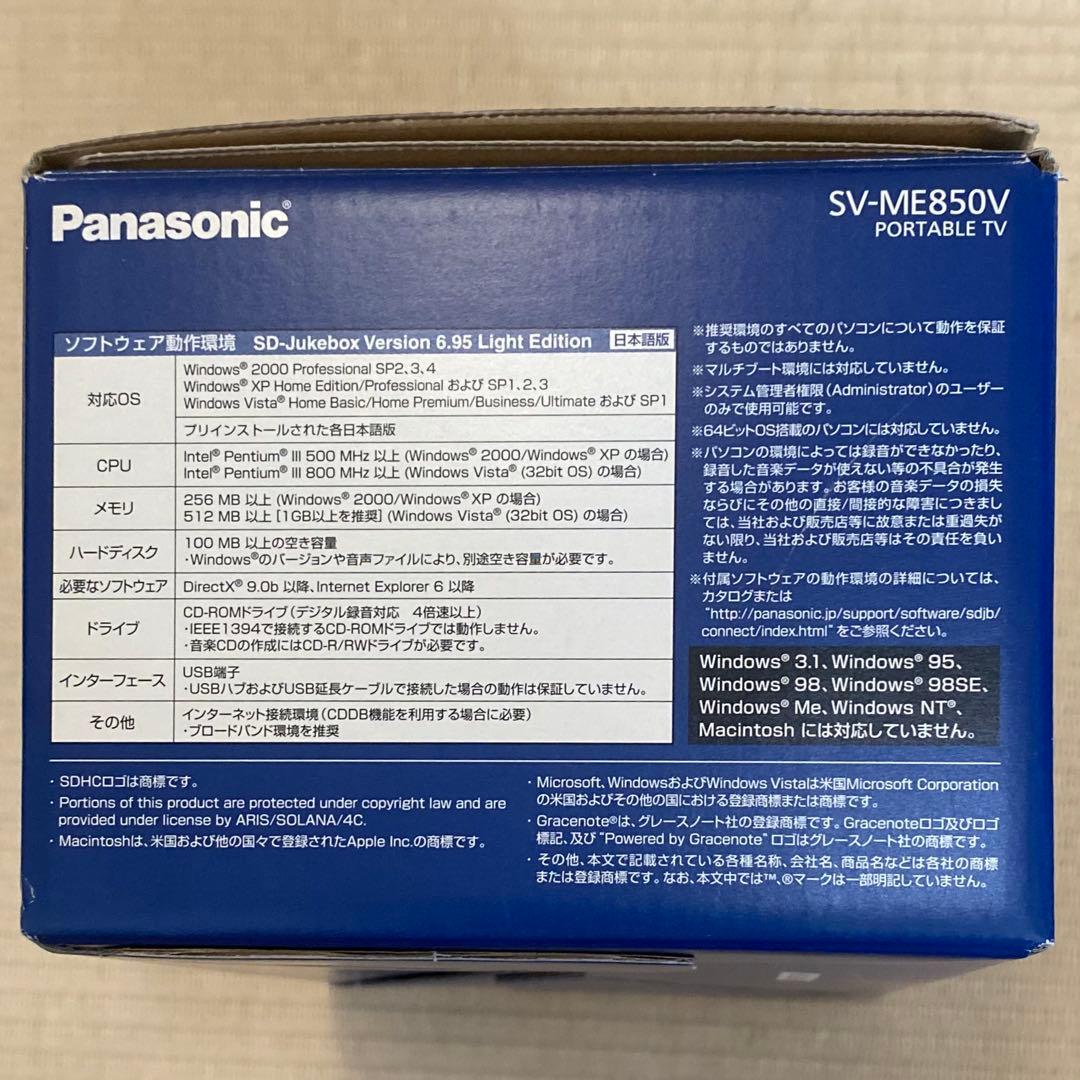 Panasonic®
SV-ME850V
PORTABLE TV
ソフトウェア動作環境 SD-Jukebox Version 6.95 Light Edition 日本語版
対応OS
Windows® 2000 Professional SP2、3、4
Windows® XP Home Edition/Professional および SP1、2、3
Windows Vista® Home Basic/Home Premium/Business/Ultimate および SP1
プリインストールされた各日本語版
CPU
Intel® Pentium® III 500 MHz 以上 (Windows® 2000/Windows® XP の場合)
Intel® Pentium® III 800 MHz 以上 (Windows Vista® (32bit OS) の場合)
メモリ
256 MB 以上 (Windows® 2000/Windows® XP の場合)
512 MB 以上 [1GB以上を推奨] (Windows Vista® (32bit OS) の場合)
ハードディスク
100 MB 以上の空き容量
・Windows®のバージョンや音声ファイルにより、別途空き容量が必要です。
必要なソフトウェア
DirectX® 9.0b 以降、Internet Explorer 6 以降
ドライブ
CD-ROMドライブ(デジタル録音対応 4倍速以上)
・IEEE1394で接続するCD-ROMドライブでは動作しません。
・音楽CDの作成にはCD-R/RWドライブが必要です。
インターフェース
USB端子
・USBハブおよびUSB延長ケーブルで接続した場合の動作は保証していません。
その他
インターネット接続環境(CDDB機能を利用する場合に必要)
・ブロードバンド環境を推奨
※推奨環境のすべてのパソコンについて動作を保証
するものではありません。
※マルチブート環境には対応していません。
※システム管理者権限(Administrator)のユーザー
のみで使用可能です。
※64ビットOS搭載のパソコンには対応していません。
※パソコンの環境によっては録音ができなかったり、
録音した音楽データが使えない等の不具合が発生
する場合があります。お客様の音楽データの損失
ならびにその他の直接/間接的な障害につきまし
ては、当社および販売店等に故意または重過失が
ない限り、当社および販売店等はその責任を負い
ません。
※付属ソフトウェアの動作環境の詳細については、
カタログまたは
"http://panasonic.jp/support/software/sdjb/
connect/index.html"をご参照ください。
Windows® 3.1、Windows® 95、
Windows® 98、Windows® 98SE、
Windows® Me、Windows NT®、
Macintosh には対応していません。
・SDHCロゴは商標です。
・Portions of this product are protected under copyright law and are
provided under license by ARIS/SOLANA/4C.
・Macintoshは、米国および他の国々で登録されたApple Inc.の商標です。
・Microsoft、WindowsおよびWindows Vistaは米国Microsoft Corporation
の米国およびその他の国における登録商標または商標です。
・Gracenote®は、グレースノート社の登録商標です。Gracenoteロゴ及びロゴ
標記、及び "Powered by Gracenote" ロゴはグレースノート社の商標です。
・その他、本文で記載されている各種名称、会社名、商品名などは各社の商標
または登録商標です。なお、本文中では™、®マークは一部明記していません。